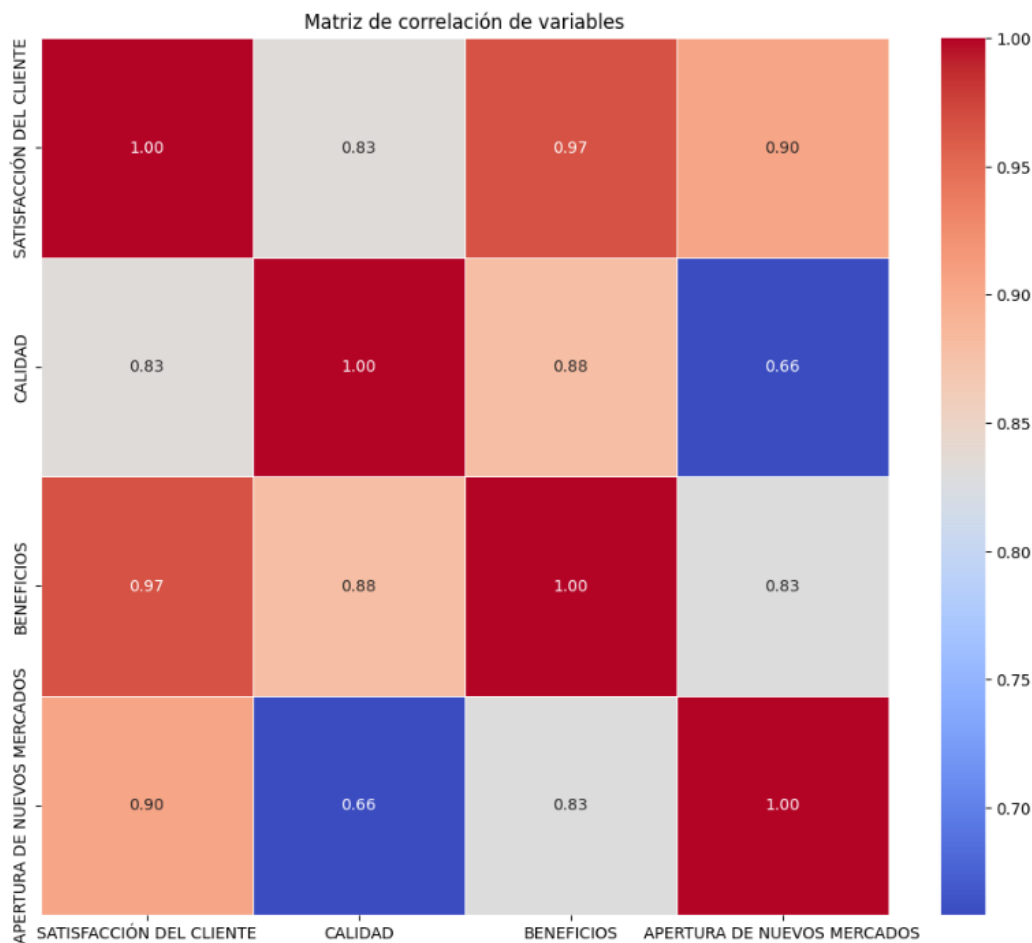 Matriz de correlación de variables
SATISFACCIÓN DEL CLIENTE
1.00
0.83
0.97
0.90
CALIDAD
0.83
1.00
0.88
0.66
BENEFICIOS
0.97
0.88
1.00
0.83
APERTURA DE NUEVOS MERCADOS
0.90
0.66
0.83
1.00
SATISFACCIÓN DEL CLIENTE
CALIDAD
BENEFICIOS
APERTURA DE NUEVOS MERCADOS
1.00
0.95
0.90
0.85
0.80
0.75
0.70